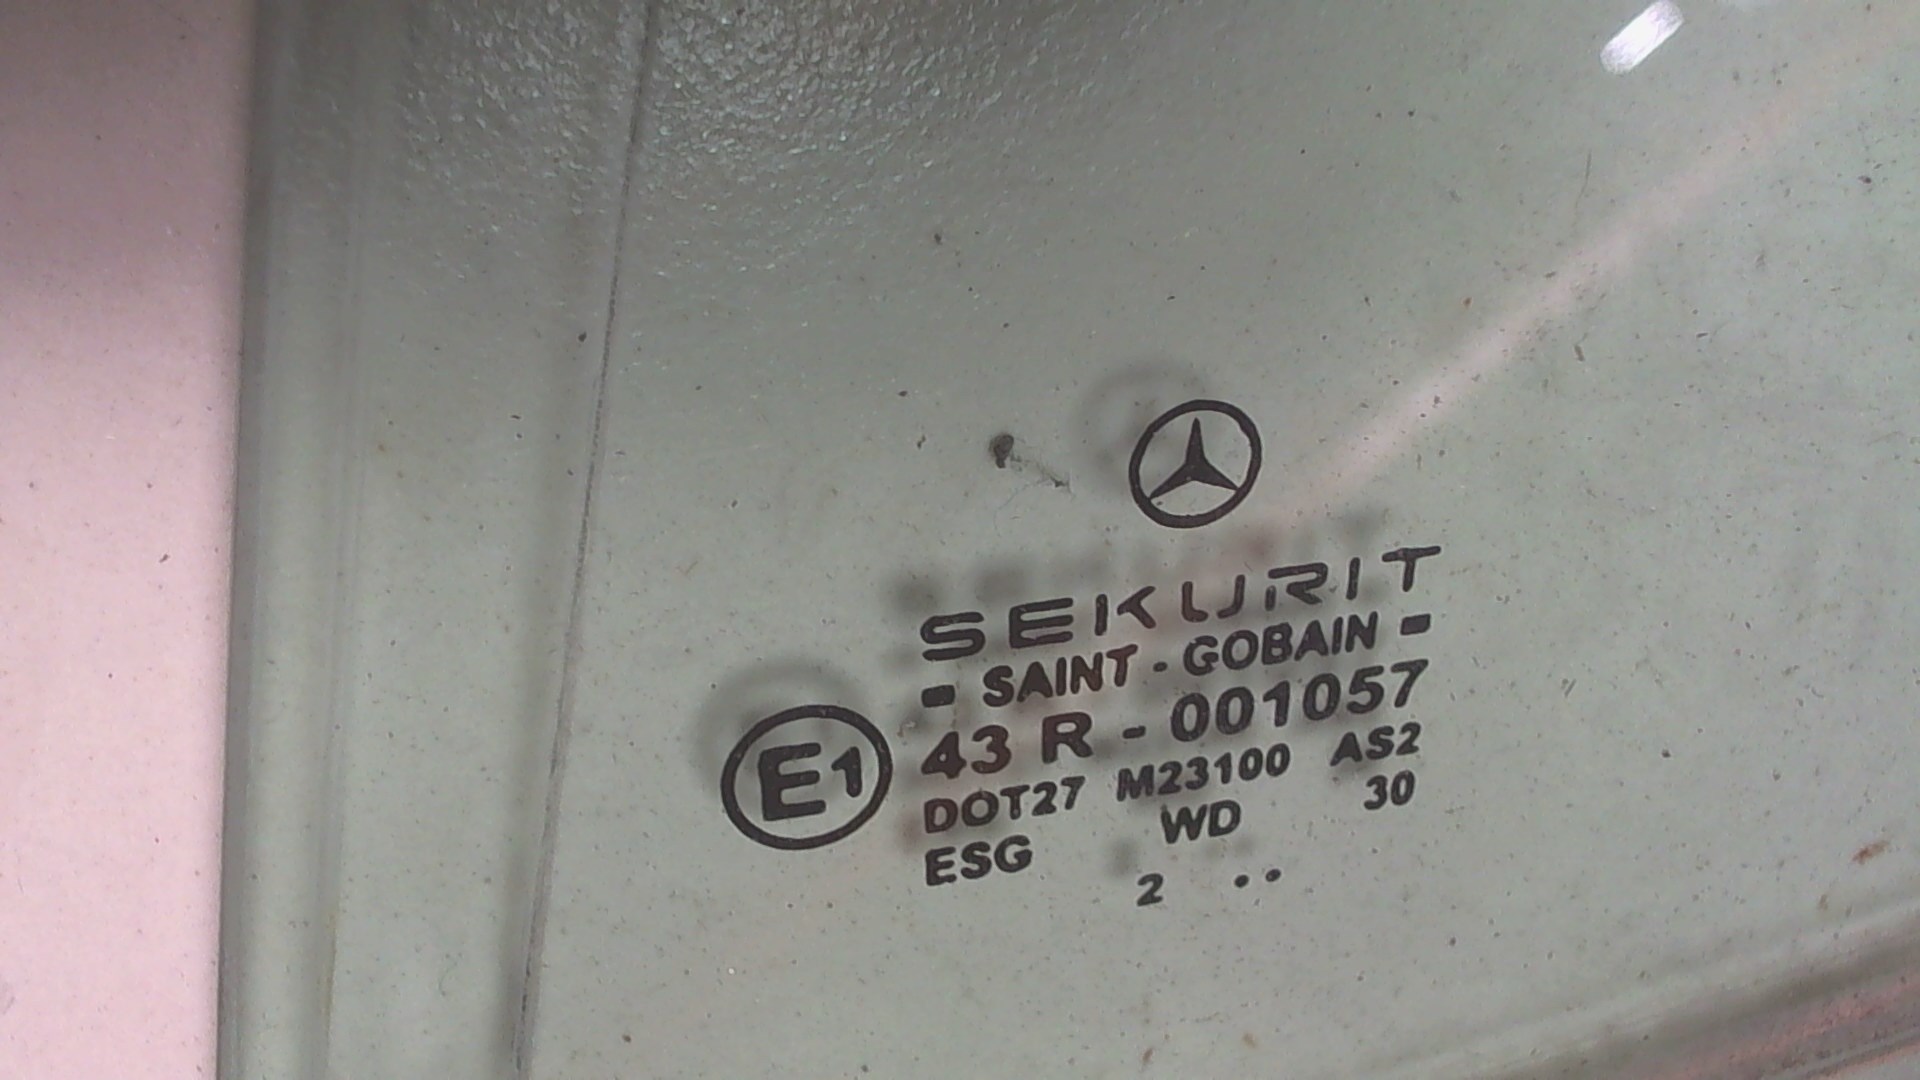 SEKURIT
- SAINT - GOBAIN -
E1 43 R - 001057
DOT27 M23100 AS2
ESG WD 30
2 ..